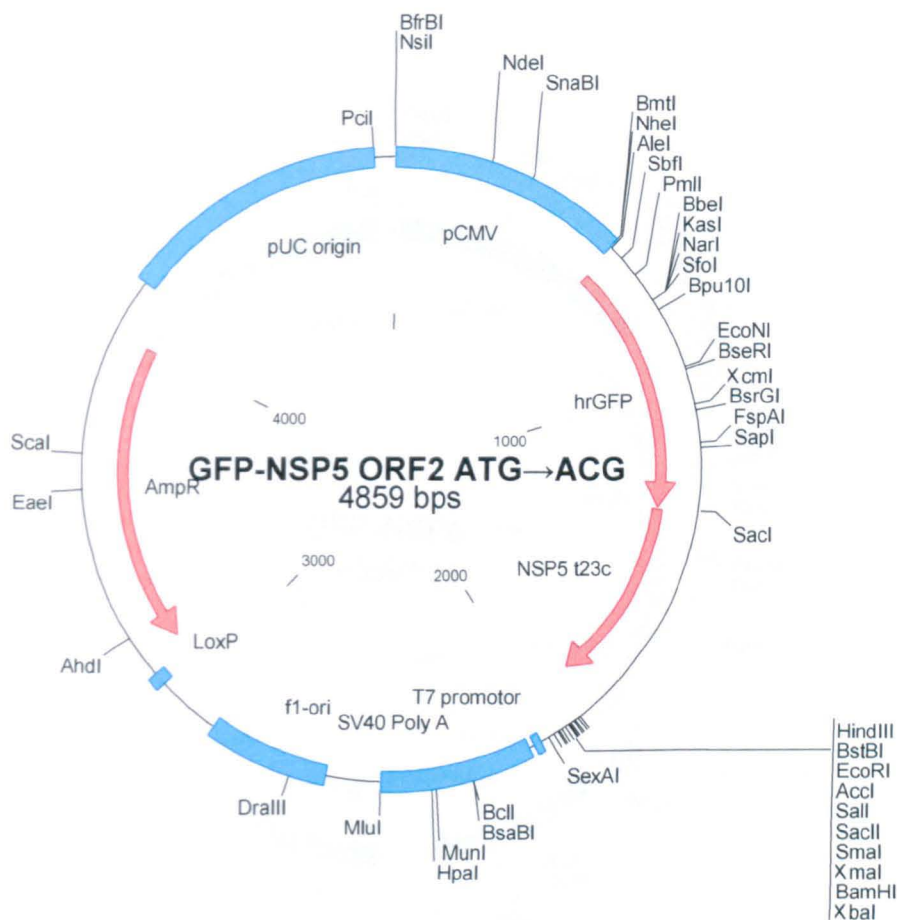 BfrBI
NsiI
NdeI
SnaBI
PciI
BmtI
NheI
AleI
SbfI
PmlI
BbeI
KasI
NarI
SfoI
Bpu10I
pUC origin
pCMV
EcoNI
BseRI
XcmI
BsrGI
FspAI
SapI
hrGFP
4000
1000
ScaI
EaeI
AmpR
GFP-NSP5 ORF2 ATG→ACG
4859 bps
SacI
NSP5 t23c
3000
2000
LoxP
AhdI
T7 promotor
f1-ori
SV40 Poly A
SexAI
DraIII
MluI
BclI
BsaBI
MunI
HpaI
HindIII
BstBI
EcoRI
AccI
SalI
SacII
SmaI
XmaI
BamHI
XbaI